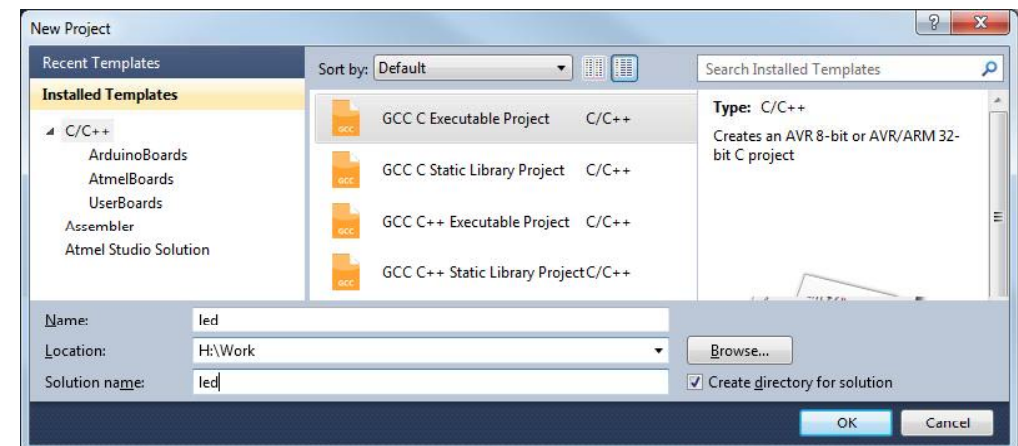 New Project
Recent Templates
Installed Templates
C/C++
ArduinoBoards
AtmelBoards
UserBoards
Assembler
Atmel Studio Solution
Sort by: Default
GCC C Executable Project C/C++
GCC C Static Library Project C/C++
GCC C++ Executable Project C/C++
GCC C++ Static Library Project C/C++
Search Installed Templates
Type: C/C++
Creates an AVR 8-bit or AVR/ARM 32-
bit C project
Name: led
Location: H:\Work
Browse...
Solution name: led
Create directory for solution
OK Cancel